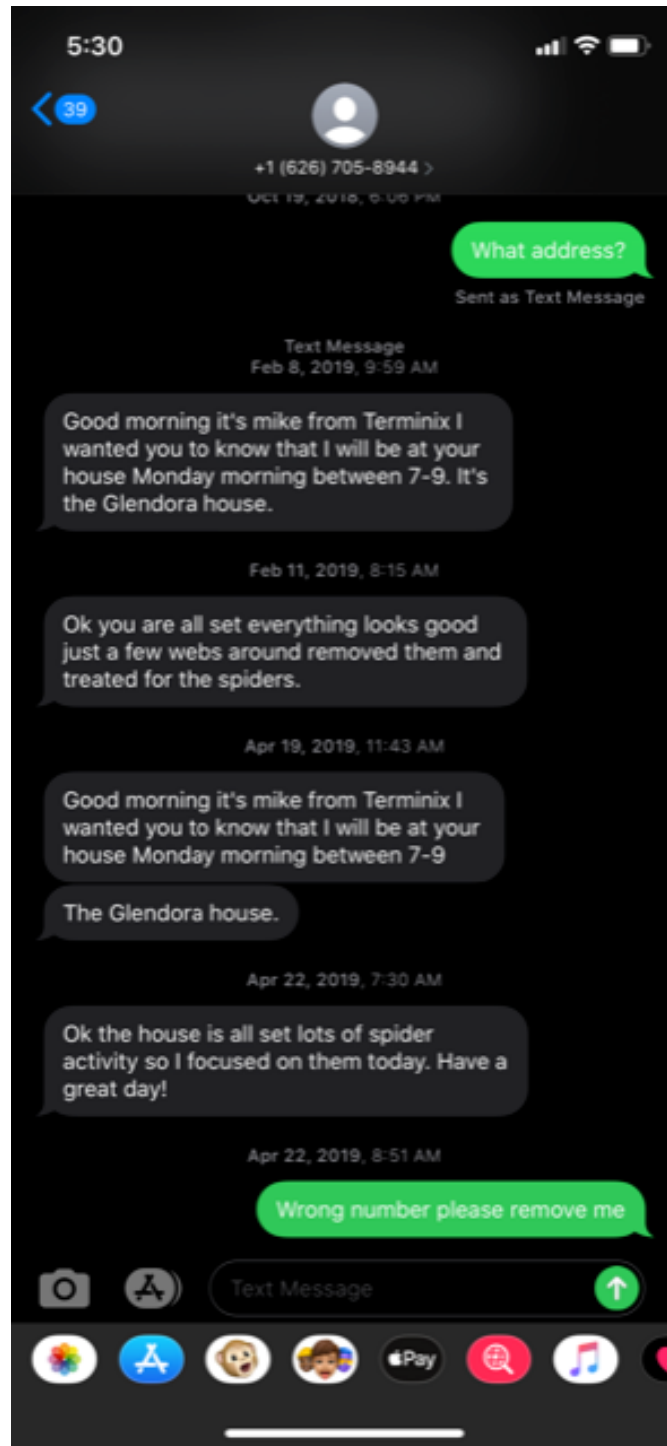 5:30
39
+1 (626) 705-8944 >
Oct 19, 2018, 6:06 PM
What address?
Sent as Text Message
Text Message
Feb 8, 2019, 9:59 AM
Good morning it's mike from Terminix I
wanted you to know that I will be at your
house Monday morning between 7-9. It's
the Glendora house.
Feb 11, 2019, 8:15 AM
Ok you are all set everything looks good
just a few webs around removed them and
treated for the spiders.
Apr 19, 2019, 11:43 AM
Good morning it's mike from Terminix I
wanted you to know that I will be at your
house Monday morning between 7-9
The Glendora house.
Apr 22, 2019, 7:30 AM
Ok the house is all set lots of spider
activity so I focused on them today. Have a
great day!
Apr 22, 2019, 8:51 AM
Wrong number please remove me
Text Message
Pay